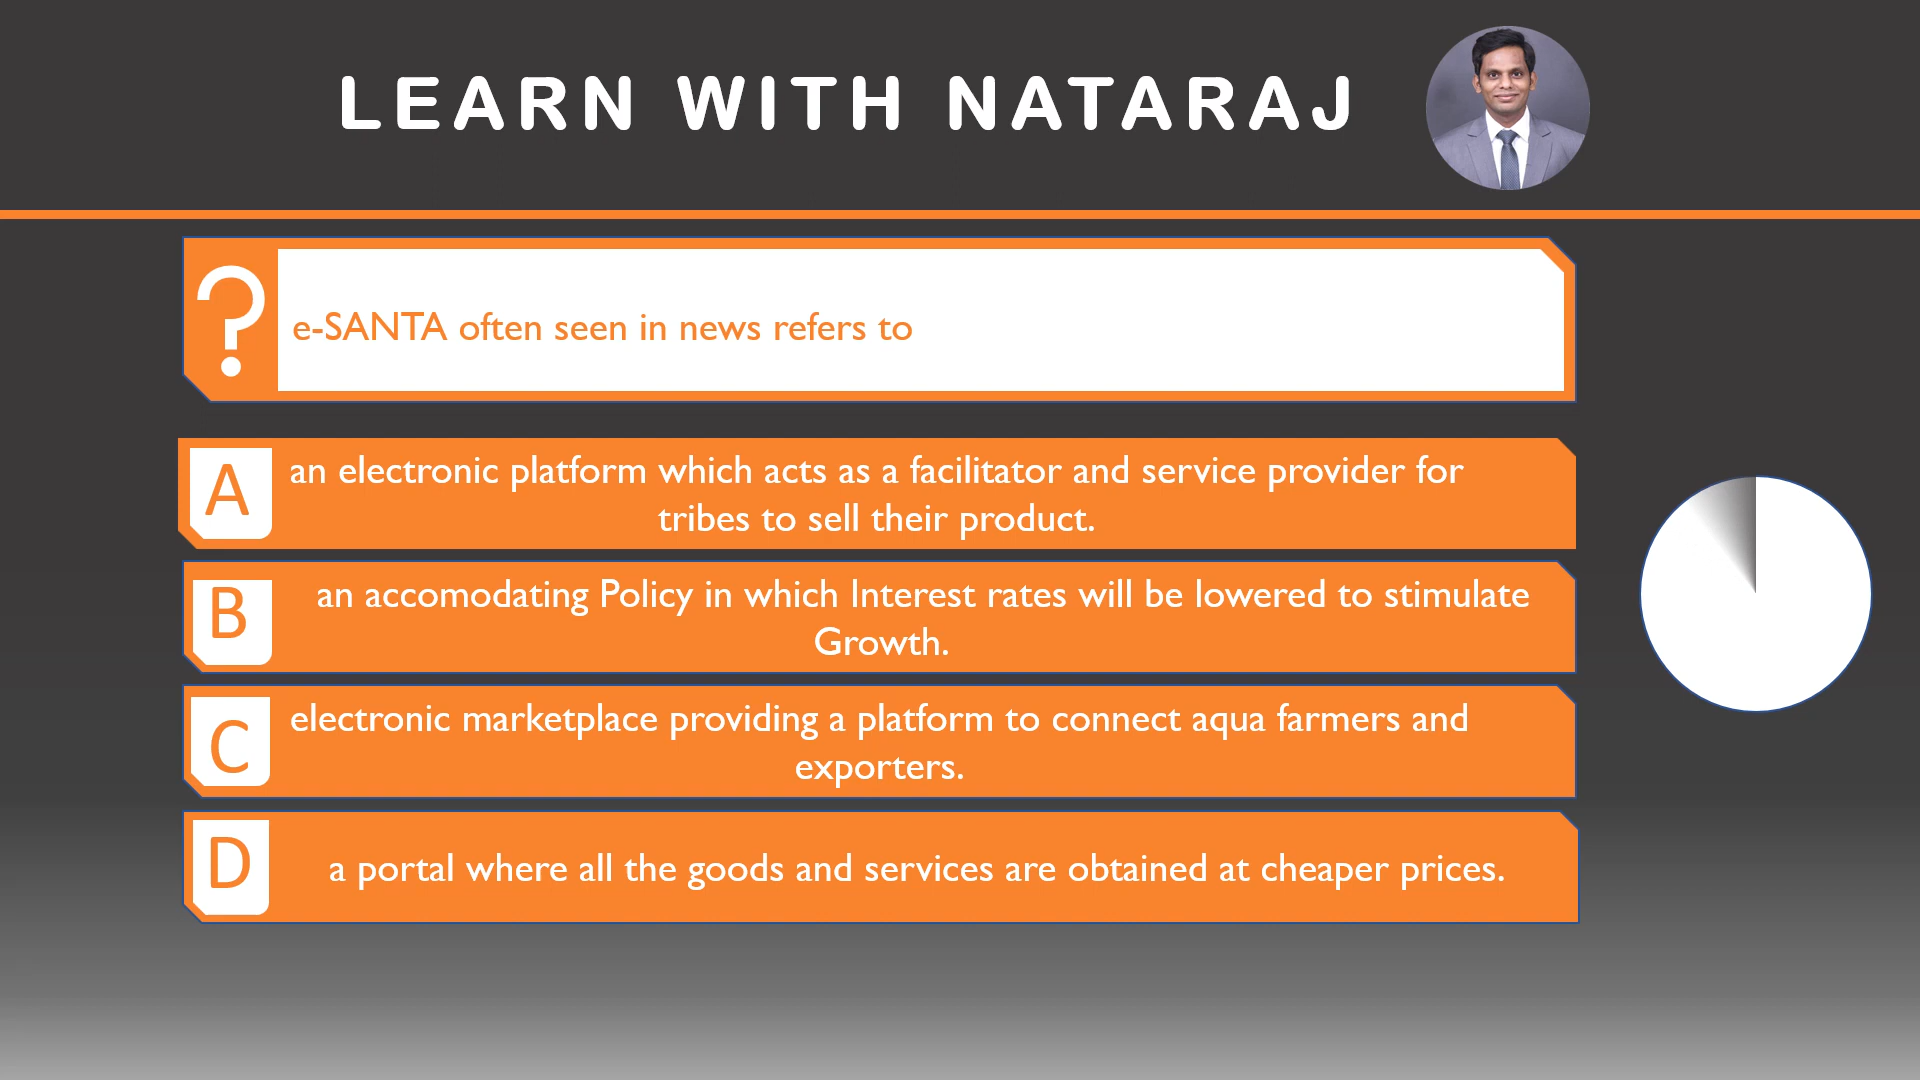 LEARN WITH NATARAJ
?
e-SANTA often seen in news refers to
A
an electronic platform which acts as a facilitator and service provider for
tribes to sell their product.
B
an accomodating Policy in which Interest rates will be lowered to stimulate
Growth.
C
electronic marketplace providing a platform to connect aqua farmers and
exporters.
D
a portal where all the goods and services are obtained at cheaper prices.